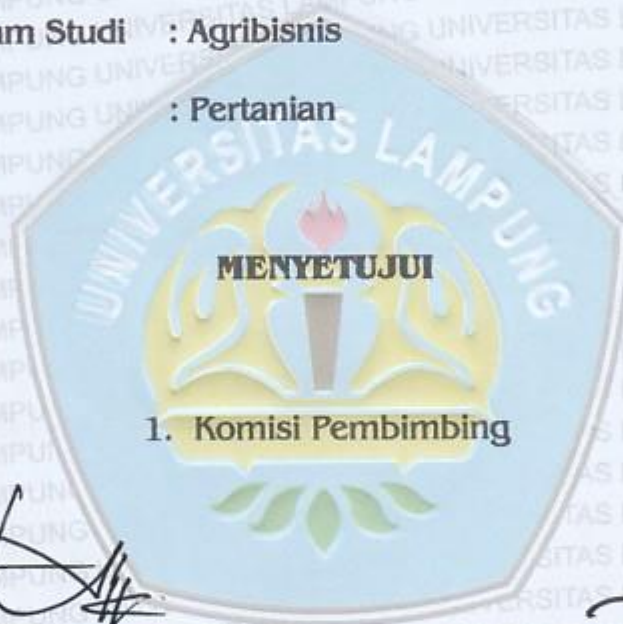 am Studi : Agribisnis
: Pertanian
UNIVERSITAS LAMPUNG
MENYETUJUI
1. Komisi Pembimbing